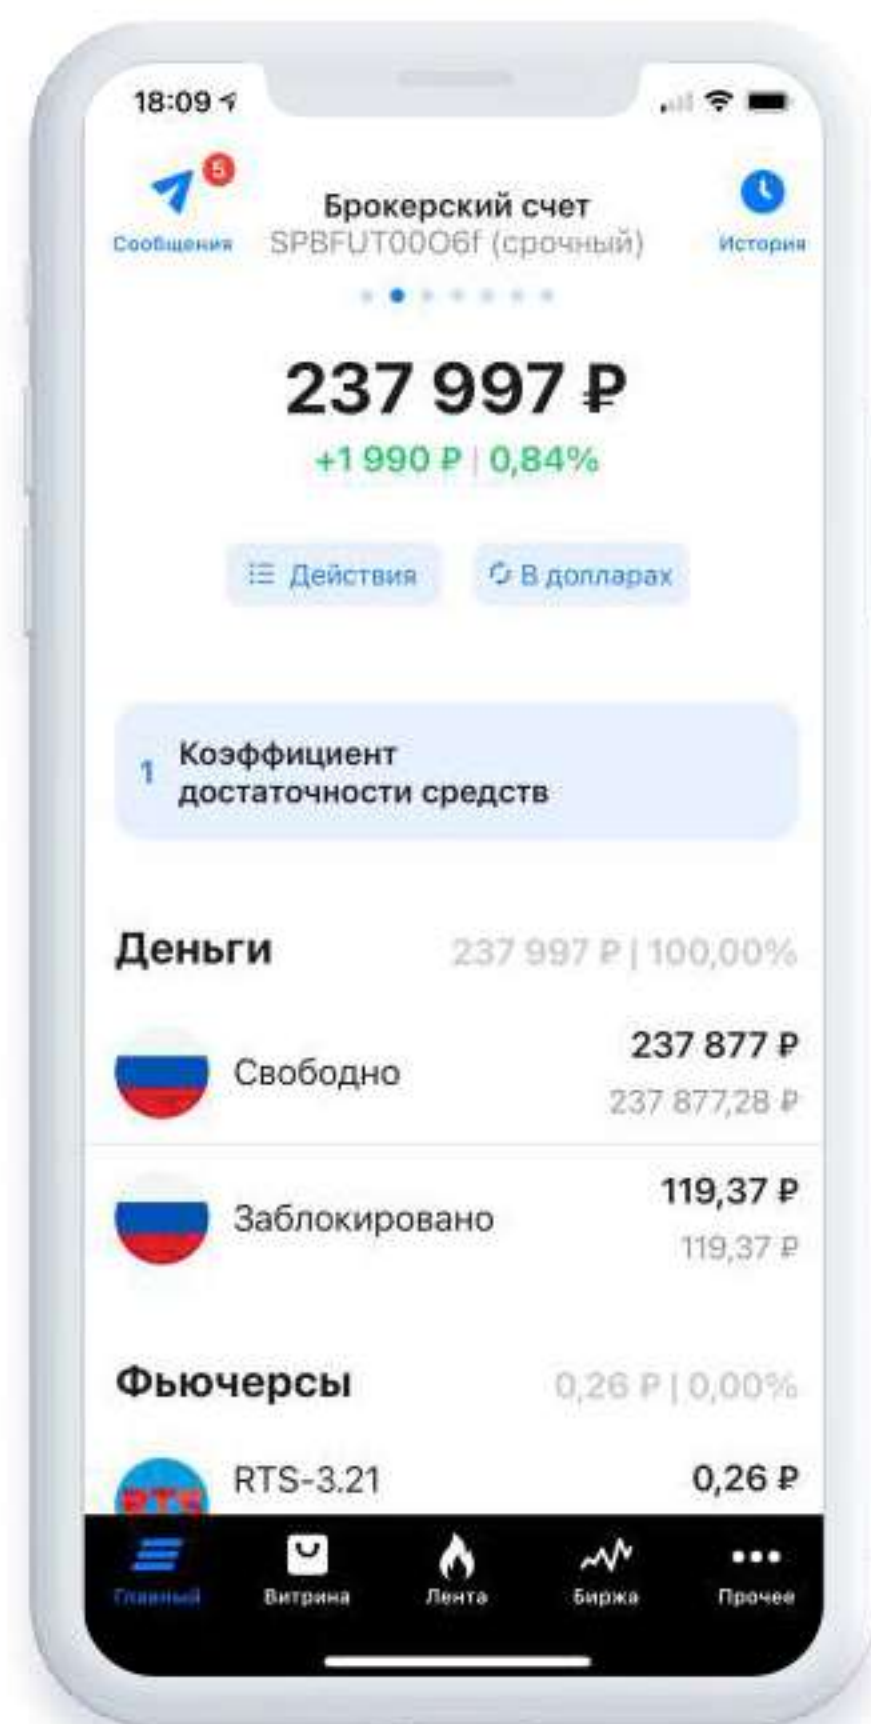 18:09
5
Сообщения
Брокерский счет
SPBFUT00O6f (срочный)
История
237 997 ₽
+1 990 ₽ | 0,84%
Действия
В долларах
1
Коэффициент
достаточности средств
Деньги
237 997 ₽ | 100,00%
Свободно
237 877 ₽
237 877,28 ₽
Заблокировано
119,37 ₽
119,37 ₽
Фьючерсы
0,26 ₽ | 0,00%
RTS
RTS-3.21
0,26 ₽
Главный
Витрина
Лента
Биржа
Прочее